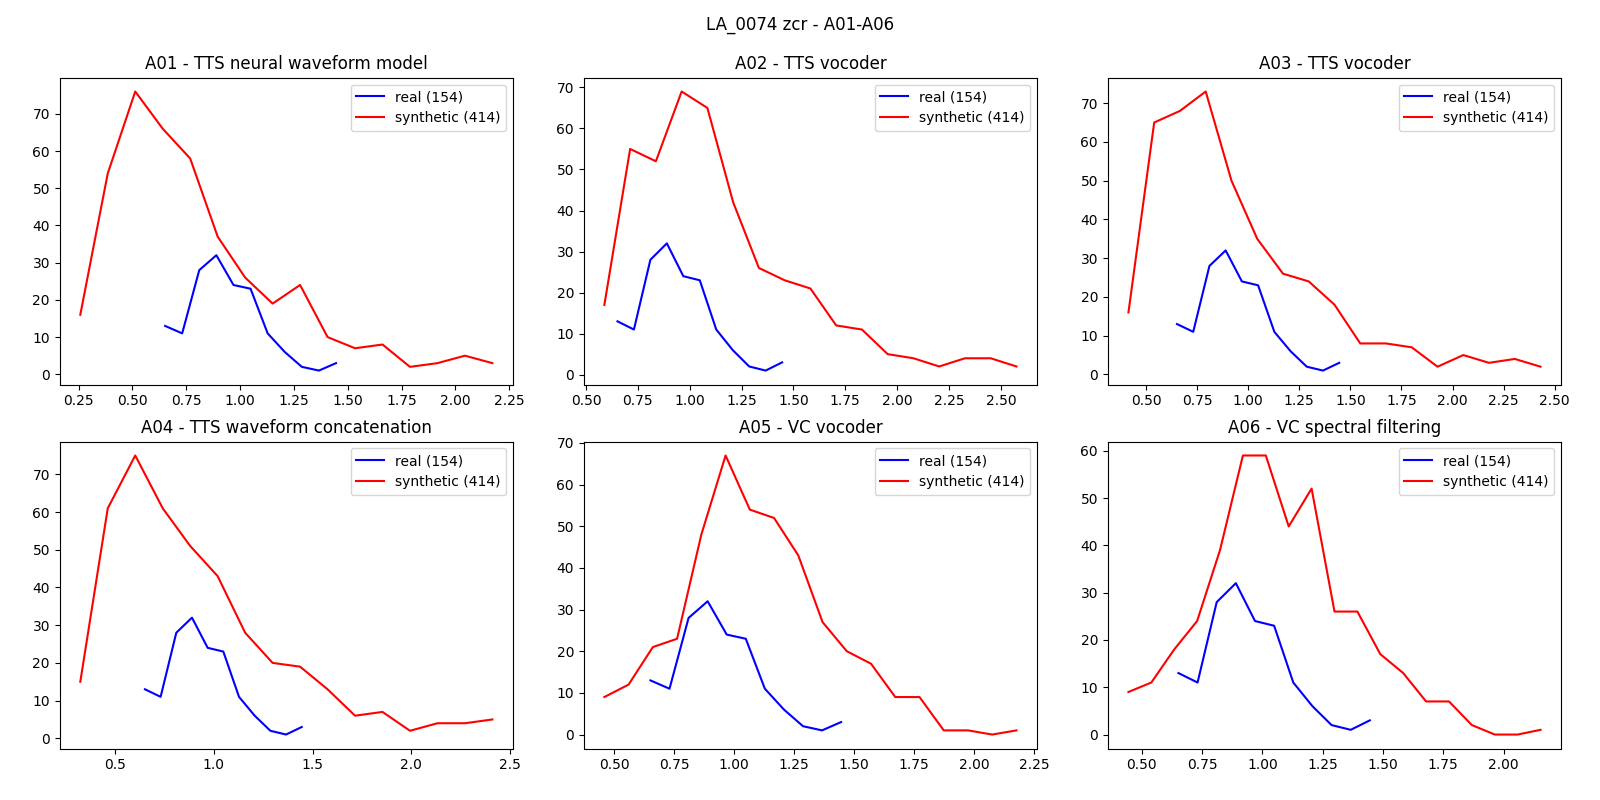 LA_0074 zcr - A01-A06
A01 - TTS neural waveform model
real (154)
synthetic (414)
70
60
50
40
30
20
10
0
0.25 0.50 0.75 1.00 1.25 1.50 1.75 2.00 2.25
A02 - TTS vocoder
real (154)
synthetic (414)
70
60
50
40
30
20
10
0
0.50 0.75 1.00 1.25 1.50 1.75 2.00 2.25 2.50
A03 - TTS vocoder
real (154)
synthetic (414)
70
60
50
40
30
20
10
0
0.50 0.75 1.00 1.25 1.50 1.75 2.00 2.25 2.50
A04 - TTS waveform concatenation
real (154)
synthetic (414)
70
60
50
40
30
20
10
0
0.5 1.0 1.5 2.0 2.5
A05 - VC vocoder
real (154)
synthetic (414)
70
60
50
40
30
20
10
0
0.50 0.75 1.00 1.25 1.50 1.75 2.00 2.25
A06 - VC spectral filtering
real (154)
synthetic (414)
60
50
40
30
20
10
0
0.50 0.75 1.00 1.25 1.50 1.75 2.00